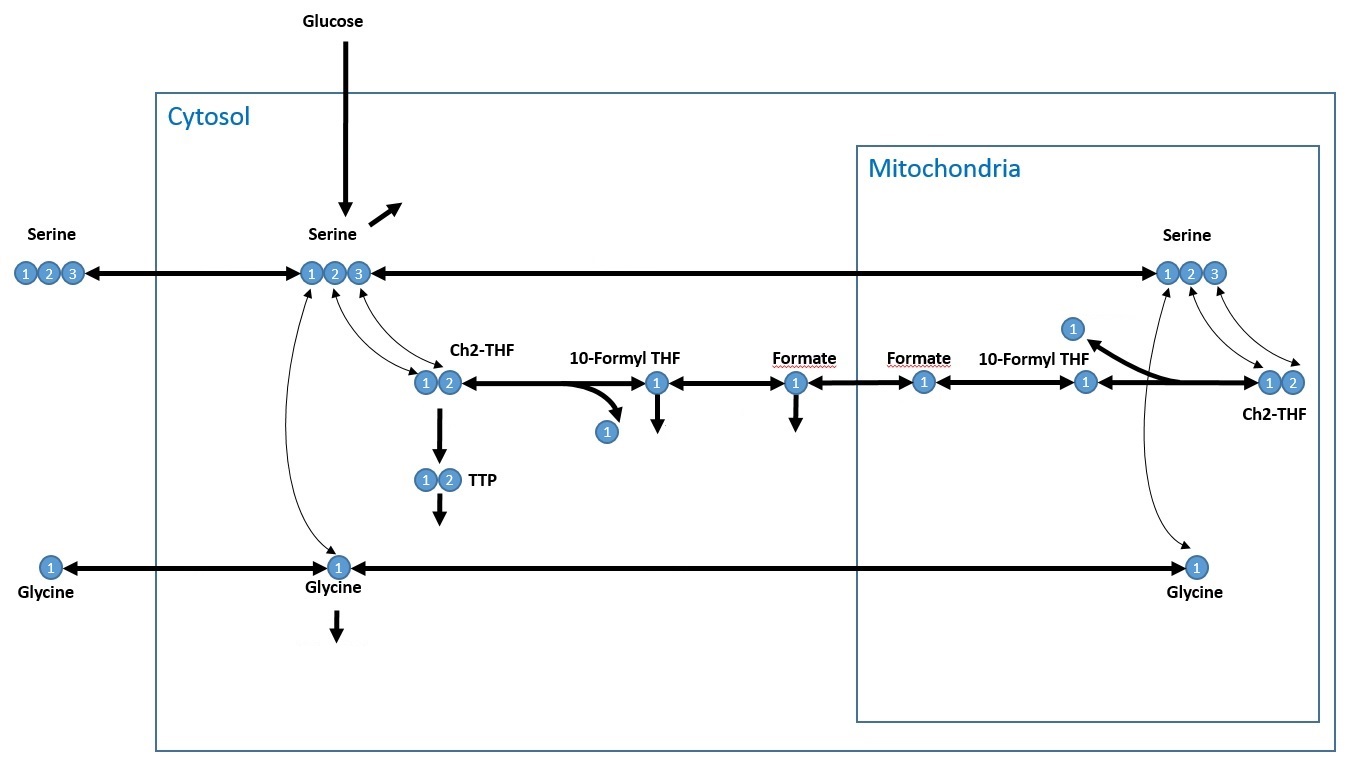 Glucose
Cytosol
Mitochondria
Serine
Serine
Serine
1 2 3
1 2 3
1 2 3
1
Ch2-THF
10-Formyl THF
Formate
Formate
10-Formyl THF
1 2
1
1
1
1
1 2
Ch2-THF
1
1 2
TTP
1
1
1
Glycine
Glycine
Glycine